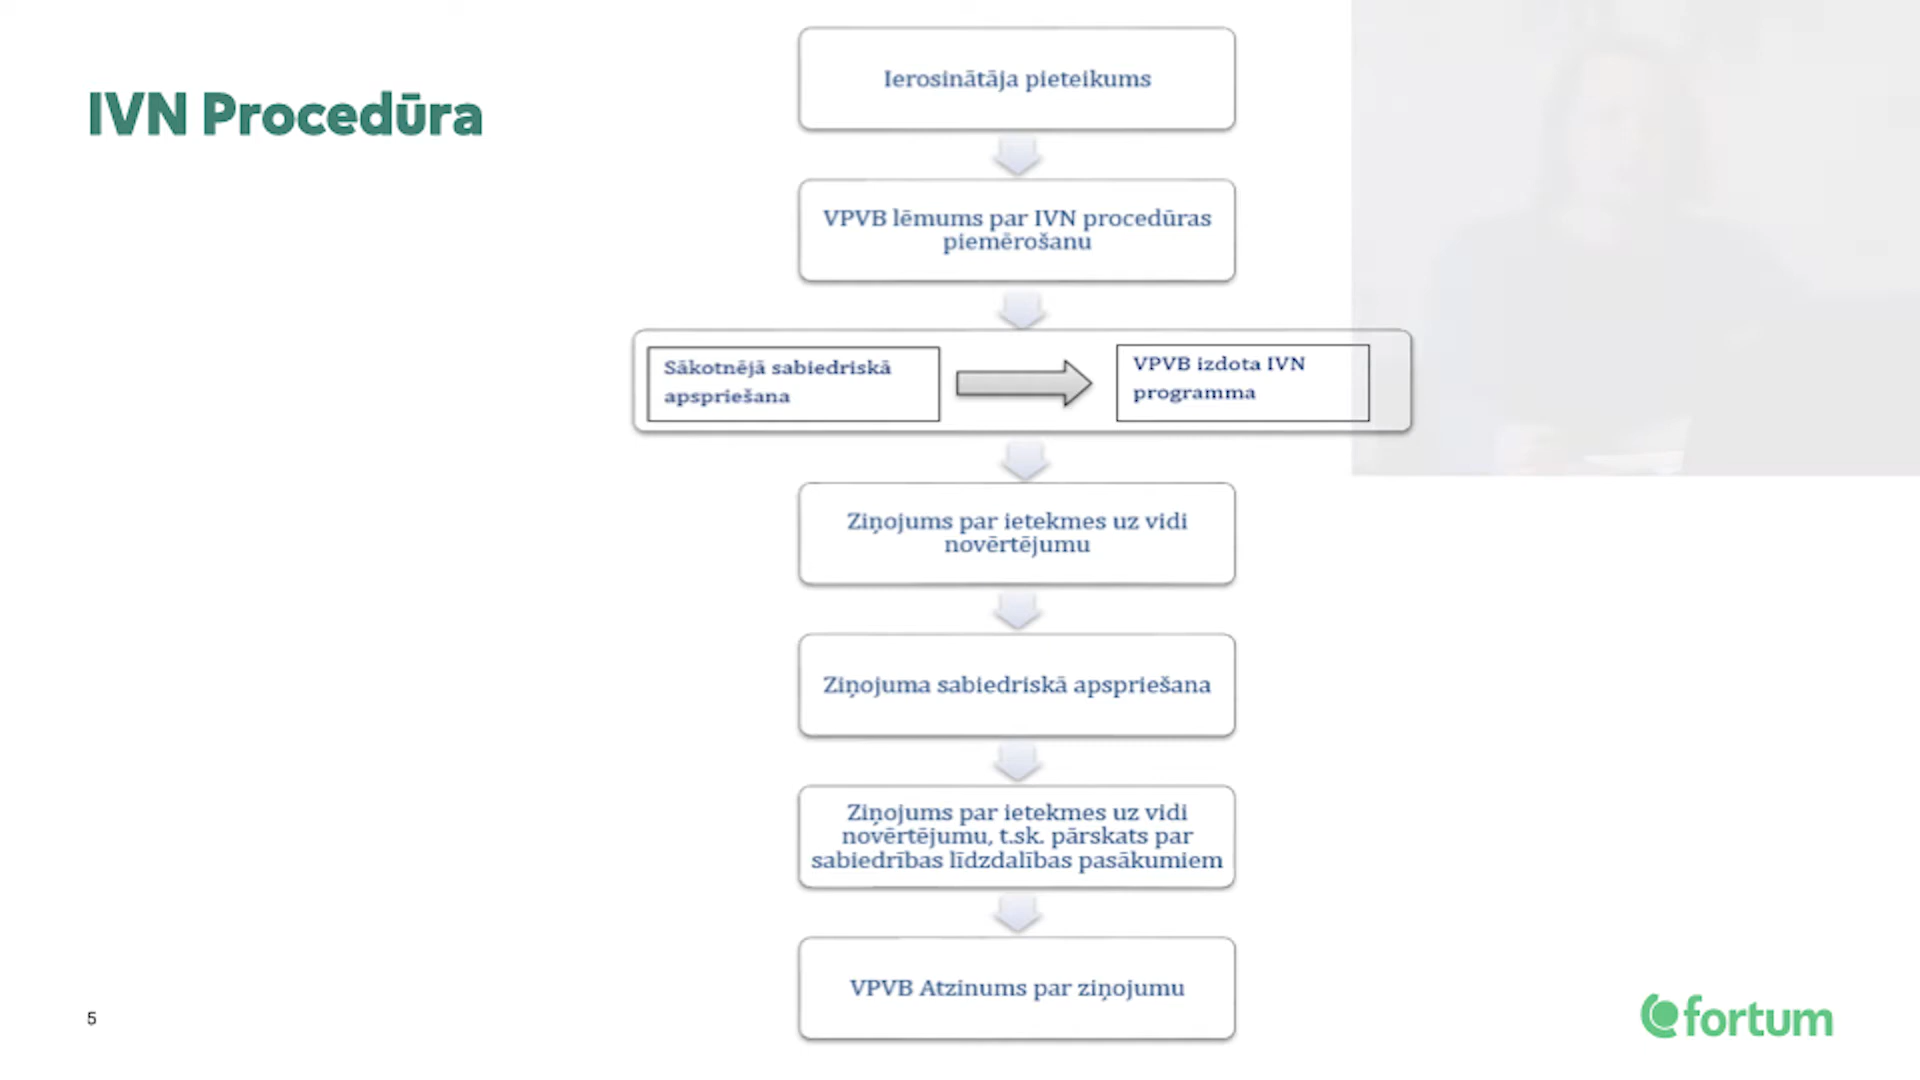 IVN Procedūra
Ierosinātāja pieteikums
VPVB lēmums par IVN procedūras
piemērošanu
Sākotnējā sabiedriskā
apspriešana
VPVB izdota IVN
programma
Ziņojums par ietekmes uz vidi
novērtējumu
Ziņojuma sabiedriskā apspriešana
Ziņojums par ietekmes uz vidi
novērtējumu, t.sk. pārskats par
sabiedrības līdzdalības pasākumiem
VPVB Atzinums par ziņojumu
5
fortum